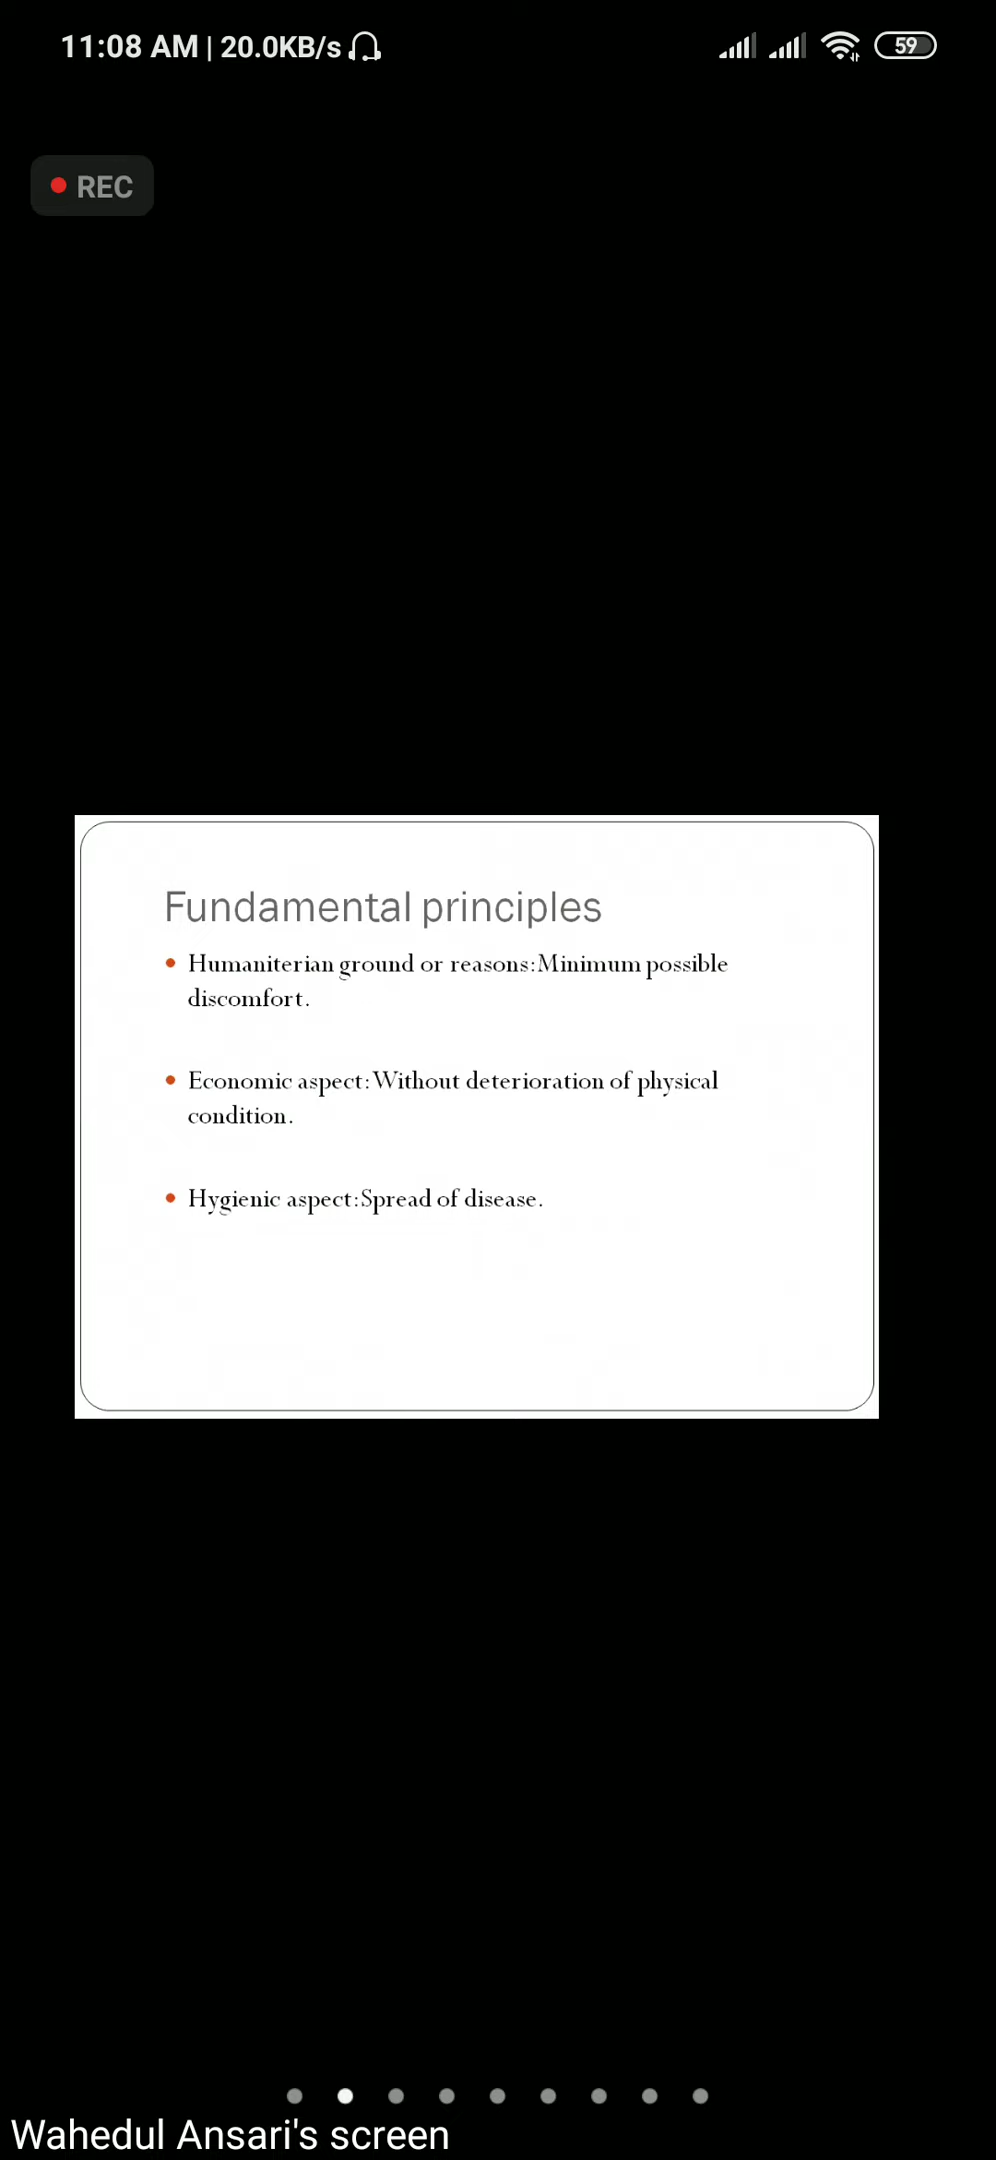 11:08 AM | 20.0KB/s
59
REC
Fundamental principles
Humaniterian ground or reasons:Minimum possible
discomfort.
Economic aspect:Without deterioration of physical
condition.
Hygienic aspect:Spread of disease.
Wahedul Ansari's screen